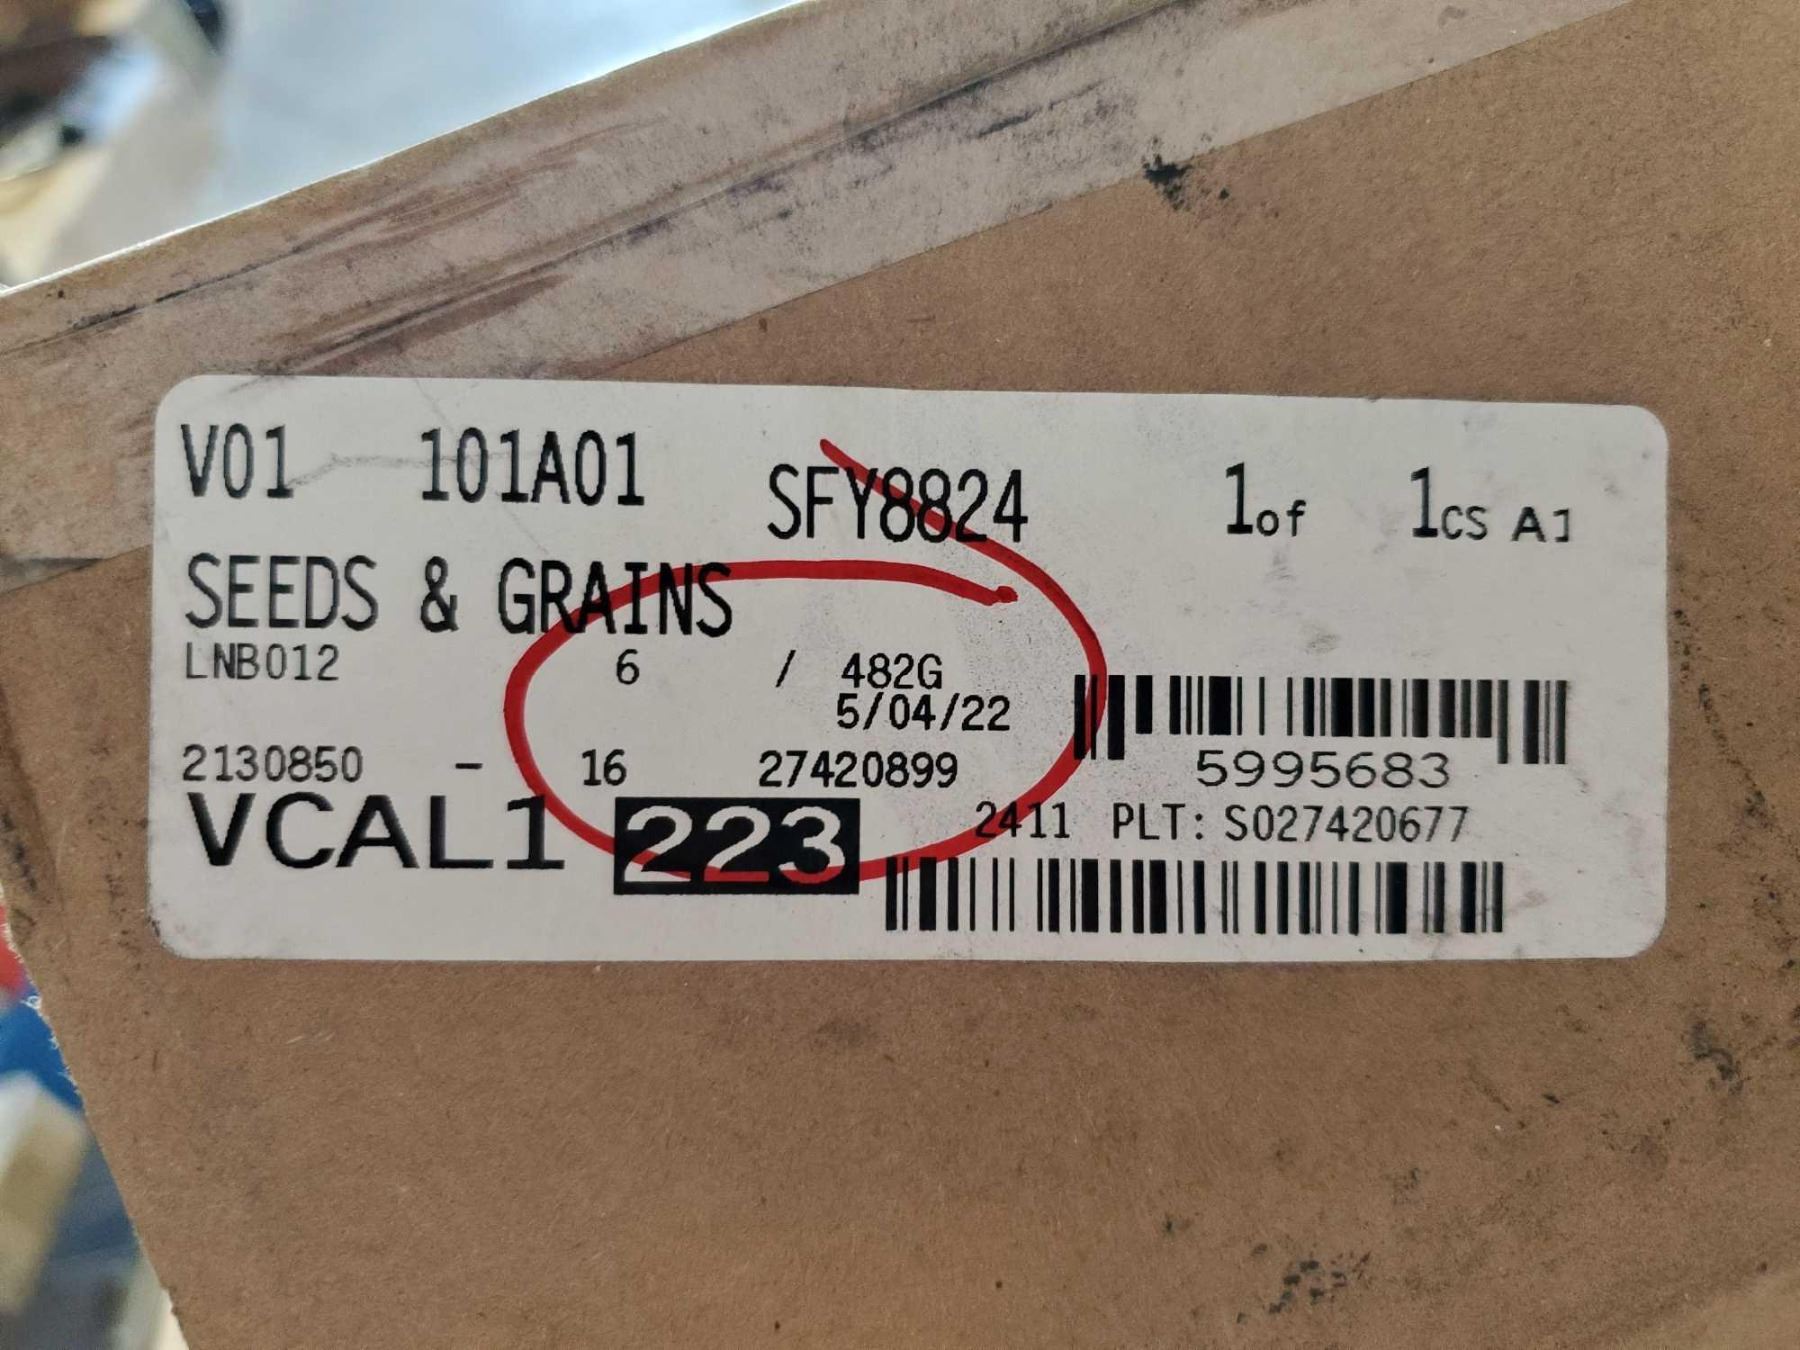 V01 101A01 SFY8824 1of 1CS A1
SEEDS & GRAINS
LNB012 6 / 482G
5/04/22
2130850 - 16 27420899 5995683
VCAL1 223 2411 PLT: S027420677